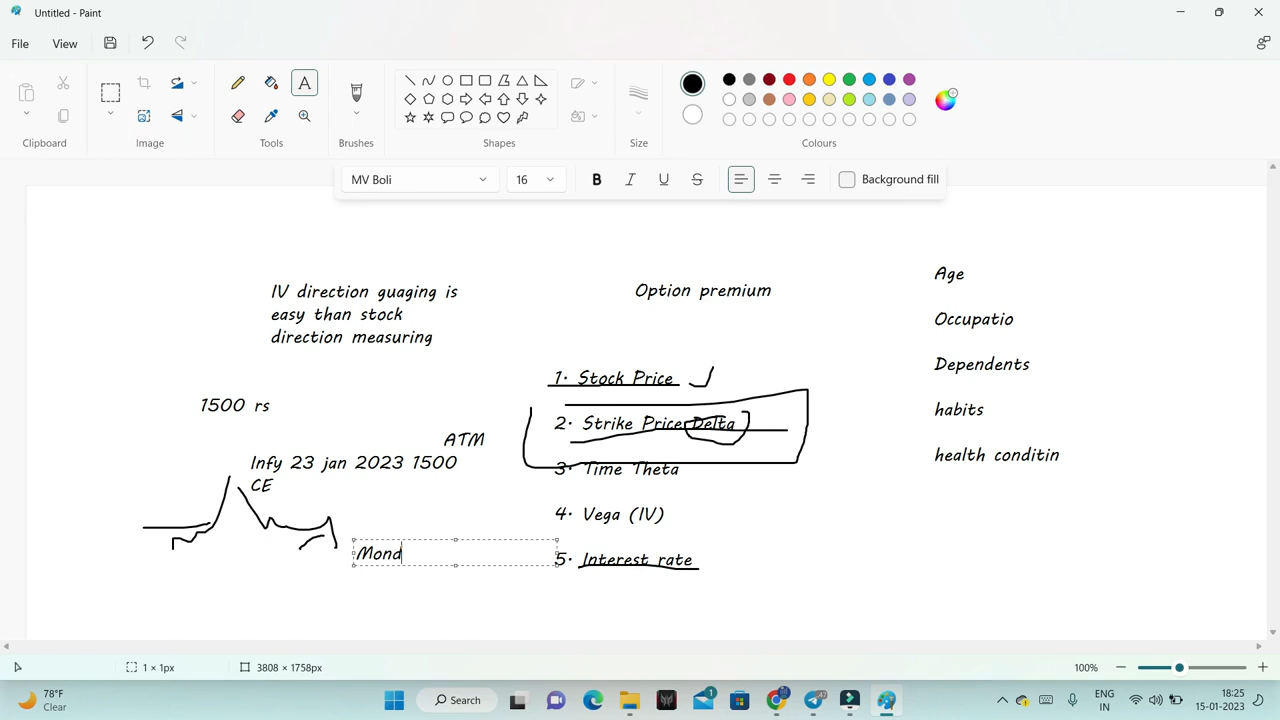 Untitled - Paint
File
View
Clipboard
Image
Tools
Brushes
Shapes
Size
Colours
MV Boli
16
B
I
U
Background fill
IV direction guaging is
easy than stock
direction measuring
Option premium
Age
Occupatio
Dependents
habits
health conditin
1. Stock Price
2. Strike Price Delta
3. Time Theta
4. Vega (IV)
5. Interest rate
1500 rs
ATM
Infy 23 jan 2023 1500
CE
Mond
1 × 1px
3808 × 1758px
100%
78°F
Clear
Search
ENG
IN
18:25
15-01-2023